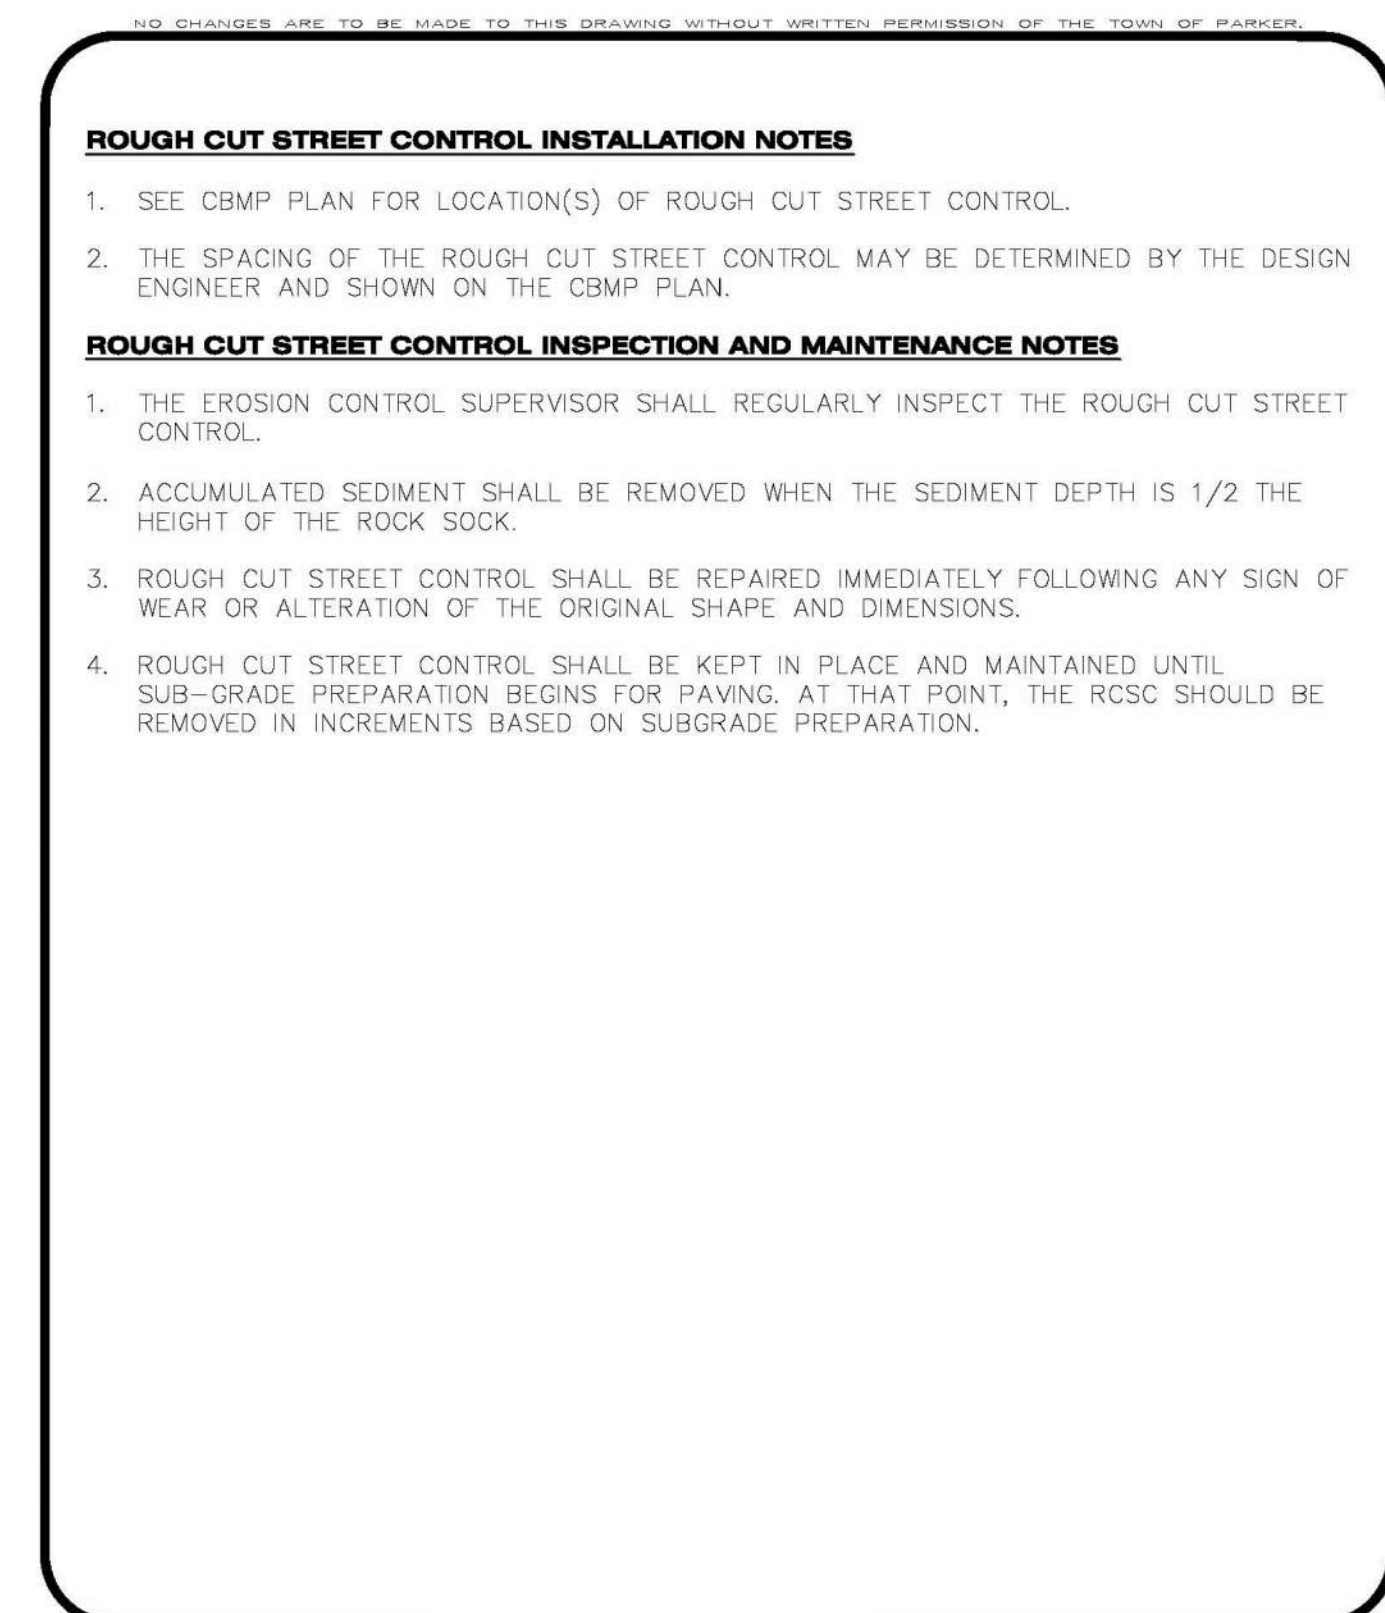 NO CHANGES ARE TO BE MADE TO THIS DRAWING WITHOUT WRITTEN PERMISSION OF THE TOWN OF PARKER.
ROUGH CUT STREET CONTROL INSTALLATION NOTES
1. SEE CBMP PLAN FOR LOCATION(S) OF ROUGH CUT STREET CONTROL.
2. THE SPACING OF THE ROUGH CUT STREET CONTROL MAY BE DETERMINED BY THE DESIGN
ENGINEER AND SHOWN ON THE CBMP PLAN.
ROUGH CUT STREET CONTROL INSPECTION AND MAINTENANCE NOTES
1. THE EROSION CONTROL SUPERVISOR SHALL REGULARLY INSPECT THE ROUGH CUT STREET
CONTROL.
2. ACCUMULATED SEDIMENT SHALL BE REMOVED WHEN THE SEDIMENT DEPTH IS 1/2 THE
HEIGHT OF THE ROCK SOCK.
3. ROUGH CUT STREET CONTROL SHALL BE REPAIRED IMMEDIATELY FOLLOWING ANY SIGN OF
WEAR OR ALTERATION OF THE ORIGINAL SHAPE AND DIMENSIONS.
4. ROUGH CUT STREET CONTROL SHALL BE KEPT IN PLACE AND MAINTAINED UNTIL
SUB-GRADE PREPARATION BEGINS FOR PAVING. AT THAT POINT, THE RCSC SHOULD BE
REMOVED IN INCREMENTS BASED ON SUBGRADE PREPARATION.